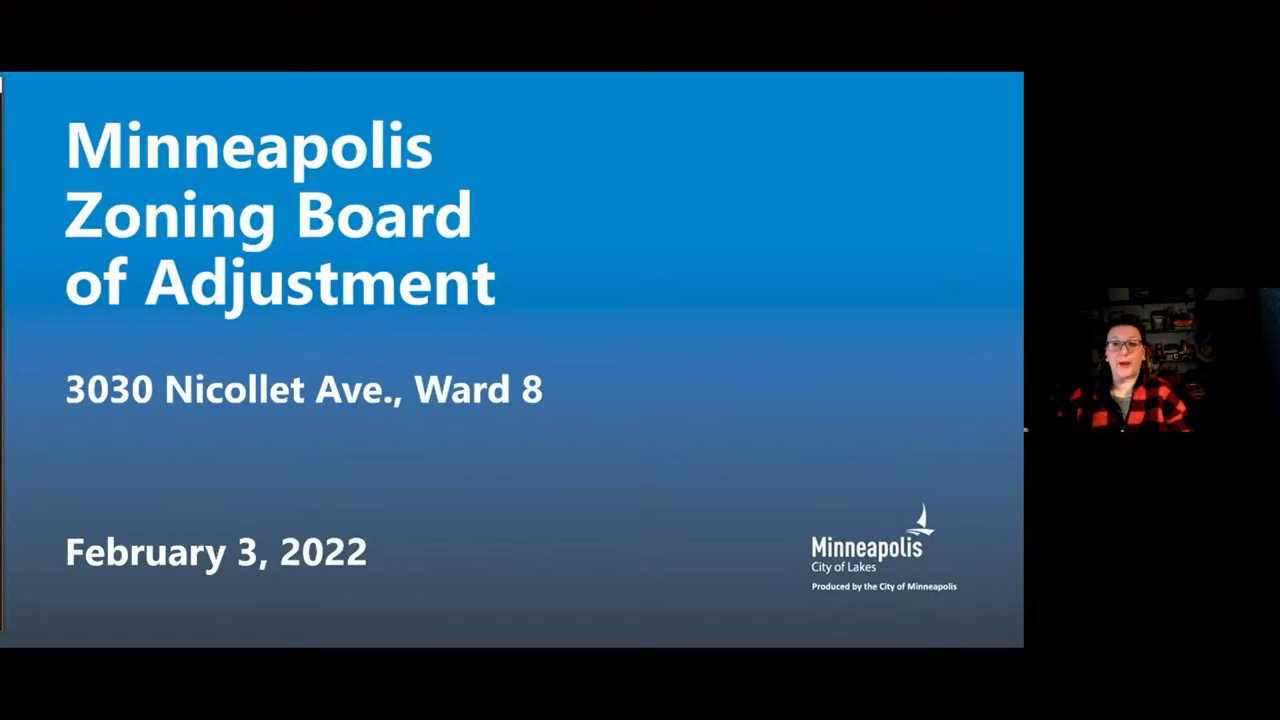 Minneapolis
Zoning Board
of Adjustment
3030 Nicollet Ave., Ward 8
February 3, 2022
Minneapolis
City of Lakes
Produced by the City of Minneapolis